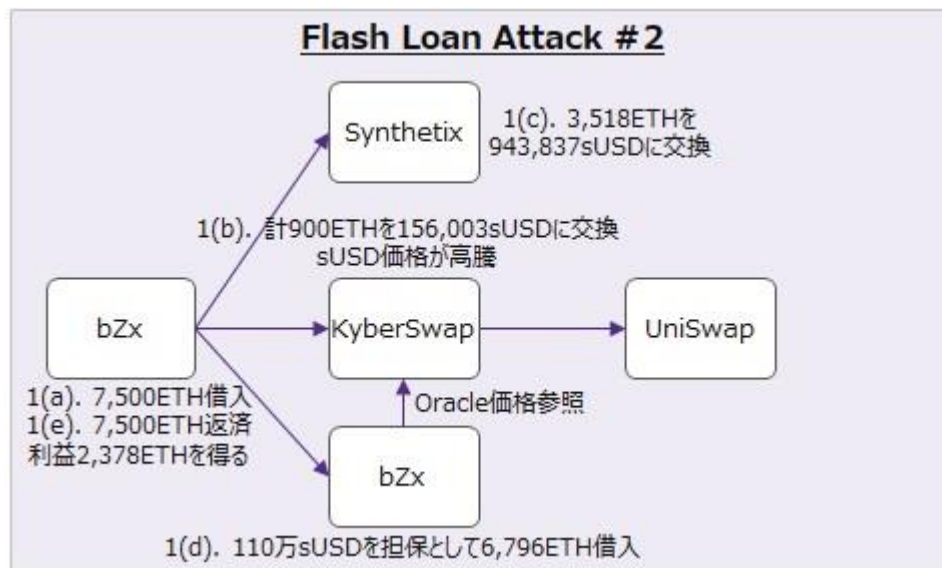 Flash Loan Attack #2
Synthetix
1(c). 3,518ETHを
943,837sUSDに交換
1(b). 計900ETHを156,003sUSDに交換
sUSD価格が高騰
bZx
KyberSwap
UniSwap
1(a). 7,500ETH借入
1(e). 7,500ETH返済
利益2,378ETHを得る
Oracle価格参照
bZx
1(d). 110万sUSDを担保として6,796ETH借入